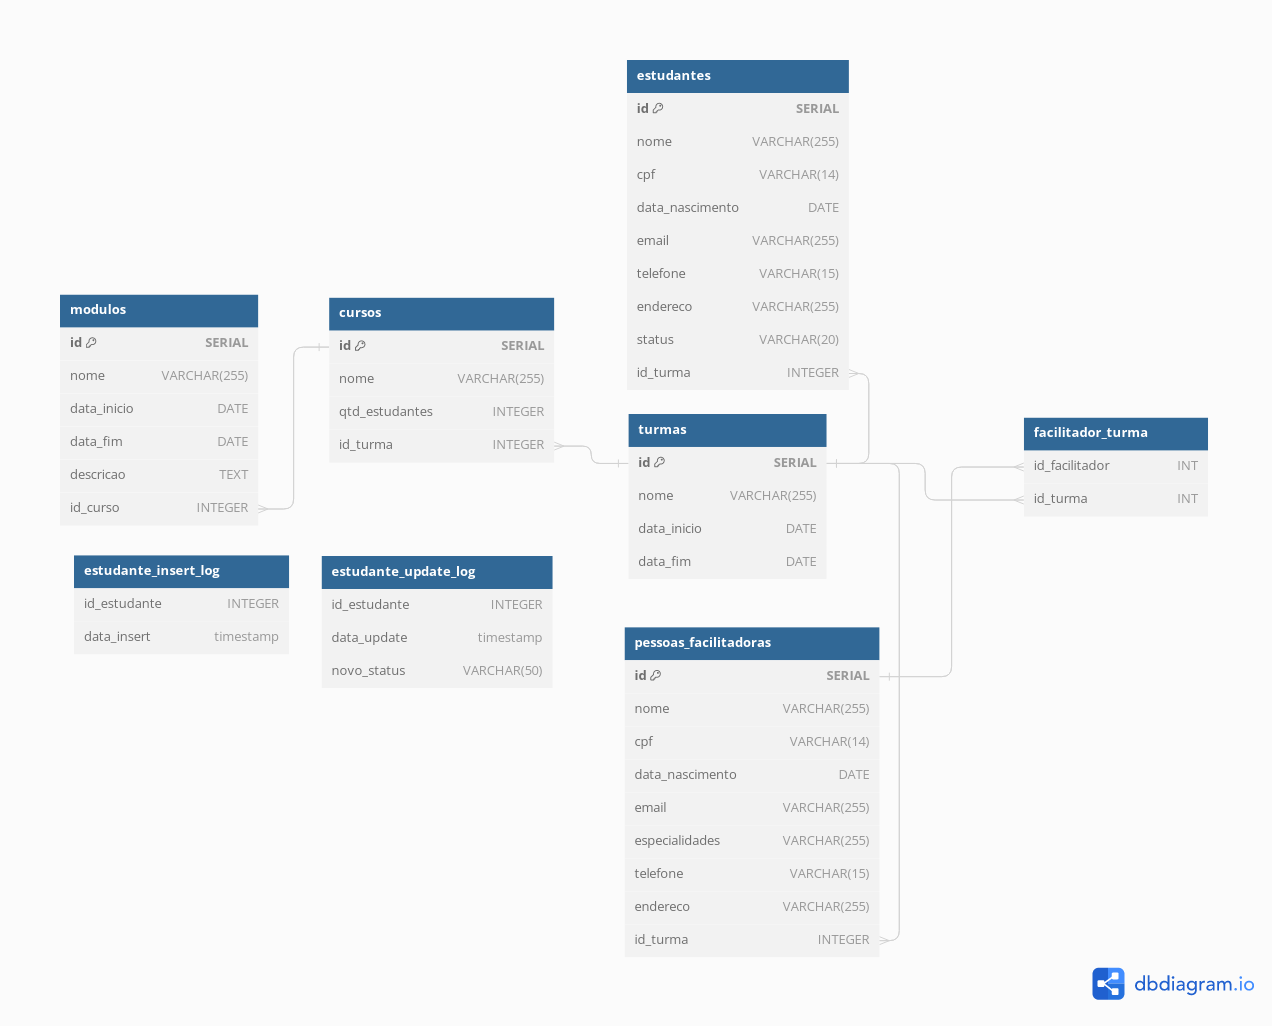 estudantes
id SERIAL
nome VARCHAR(255)
cpf VARCHAR(14)
data_nascimento DATE
email VARCHAR(255)
telefone VARCHAR(15)
endereco VARCHAR(255)
status VARCHAR(20)
id_turma INTEGER
modulos
id SERIAL
nome VARCHAR(255)
data_inicio DATE
data_fim DATE
descricao TEXT
id_curso INTEGER
cursos
id SERIAL
nome VARCHAR(255)
qtd_estudantes INTEGER
id_turma INTEGER
turmas
id SERIAL
nome VARCHAR(255)
data_inicio DATE
data_fim DATE
facilitador_turma
id_facilitador INT
id_turma INT
estudante_insert_log
id_estudante INTEGER
data_insert timestamp
estudante_update_log
id_estudante INTEGER
data_update timestamp
novo_status VARCHAR(50)
pessoas_facilitadoras
id SERIAL
nome VARCHAR(255)
cpf VARCHAR(14)
data_nascimento DATE
email VARCHAR(255)
especialidades VARCHAR(255)
telefone VARCHAR(15)
endereco VARCHAR(255)
id_turma INTEGER
dbdiagram.io